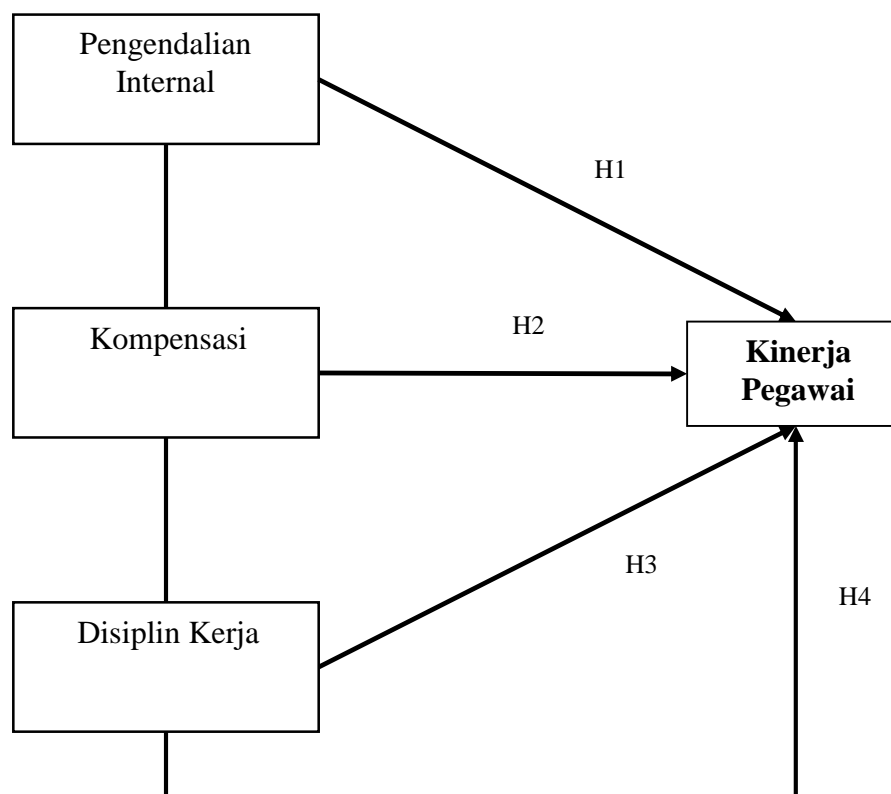 Pengendalian
Internal
H1
Kompensasi
H2
Kinerja
Pegawai
Disiplin Kerja
H3
H4